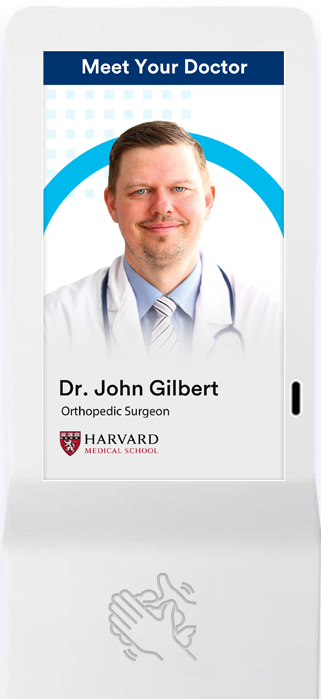 Meet Your Doctor
Dr. John Gilbert
Orthopedic Surgeon
HARVARD
MEDICAL SCHOOL